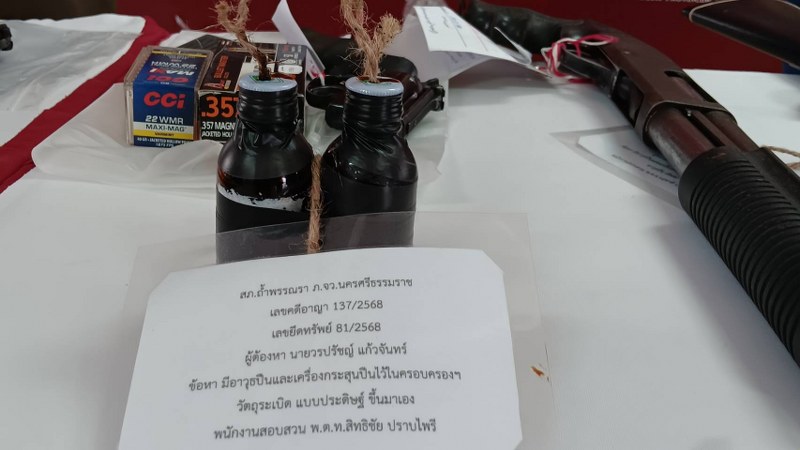 CCI
MAXI-MAG
CCI
22 WMR
MAXI-MAG
.357
.357 MAGN
JACKETED HOL
สภ.ถ้ำพรรณรา ภ.จว.นครศรีธรรมราช
เลขคดีอาญา 137/2568
เลขยึดทรัพย์ 81/2568
ผู้ต้องหา นายวรปรัชญ์ แก้วจันทร์
ข้อหา มีอาวุธปืนและเครื่องกระสุนปืนไว้ในครอบครองฯ
วัตถุระเบิด แบบประดิษฐ์ ขึ้นมาเอง
พนักงานสอบสวน พ.ต.ท.สิทธิชัย ปราบไพรี